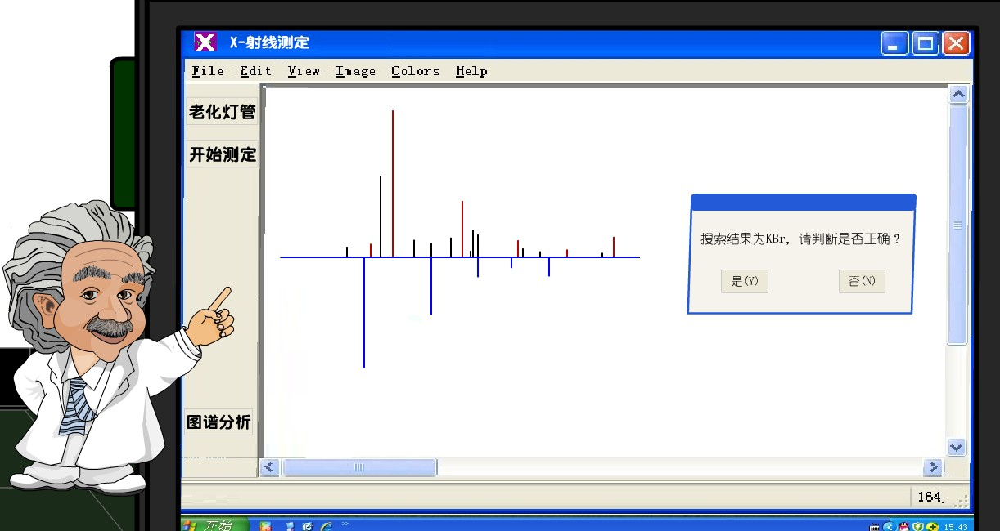 X-射线测定
File Edit View Image Colors Help
老化灯管
开始测定
搜索结果为KBr，请判断是否正确？
是(Y) 否(N)
图谱分析
184,
开始
15.43